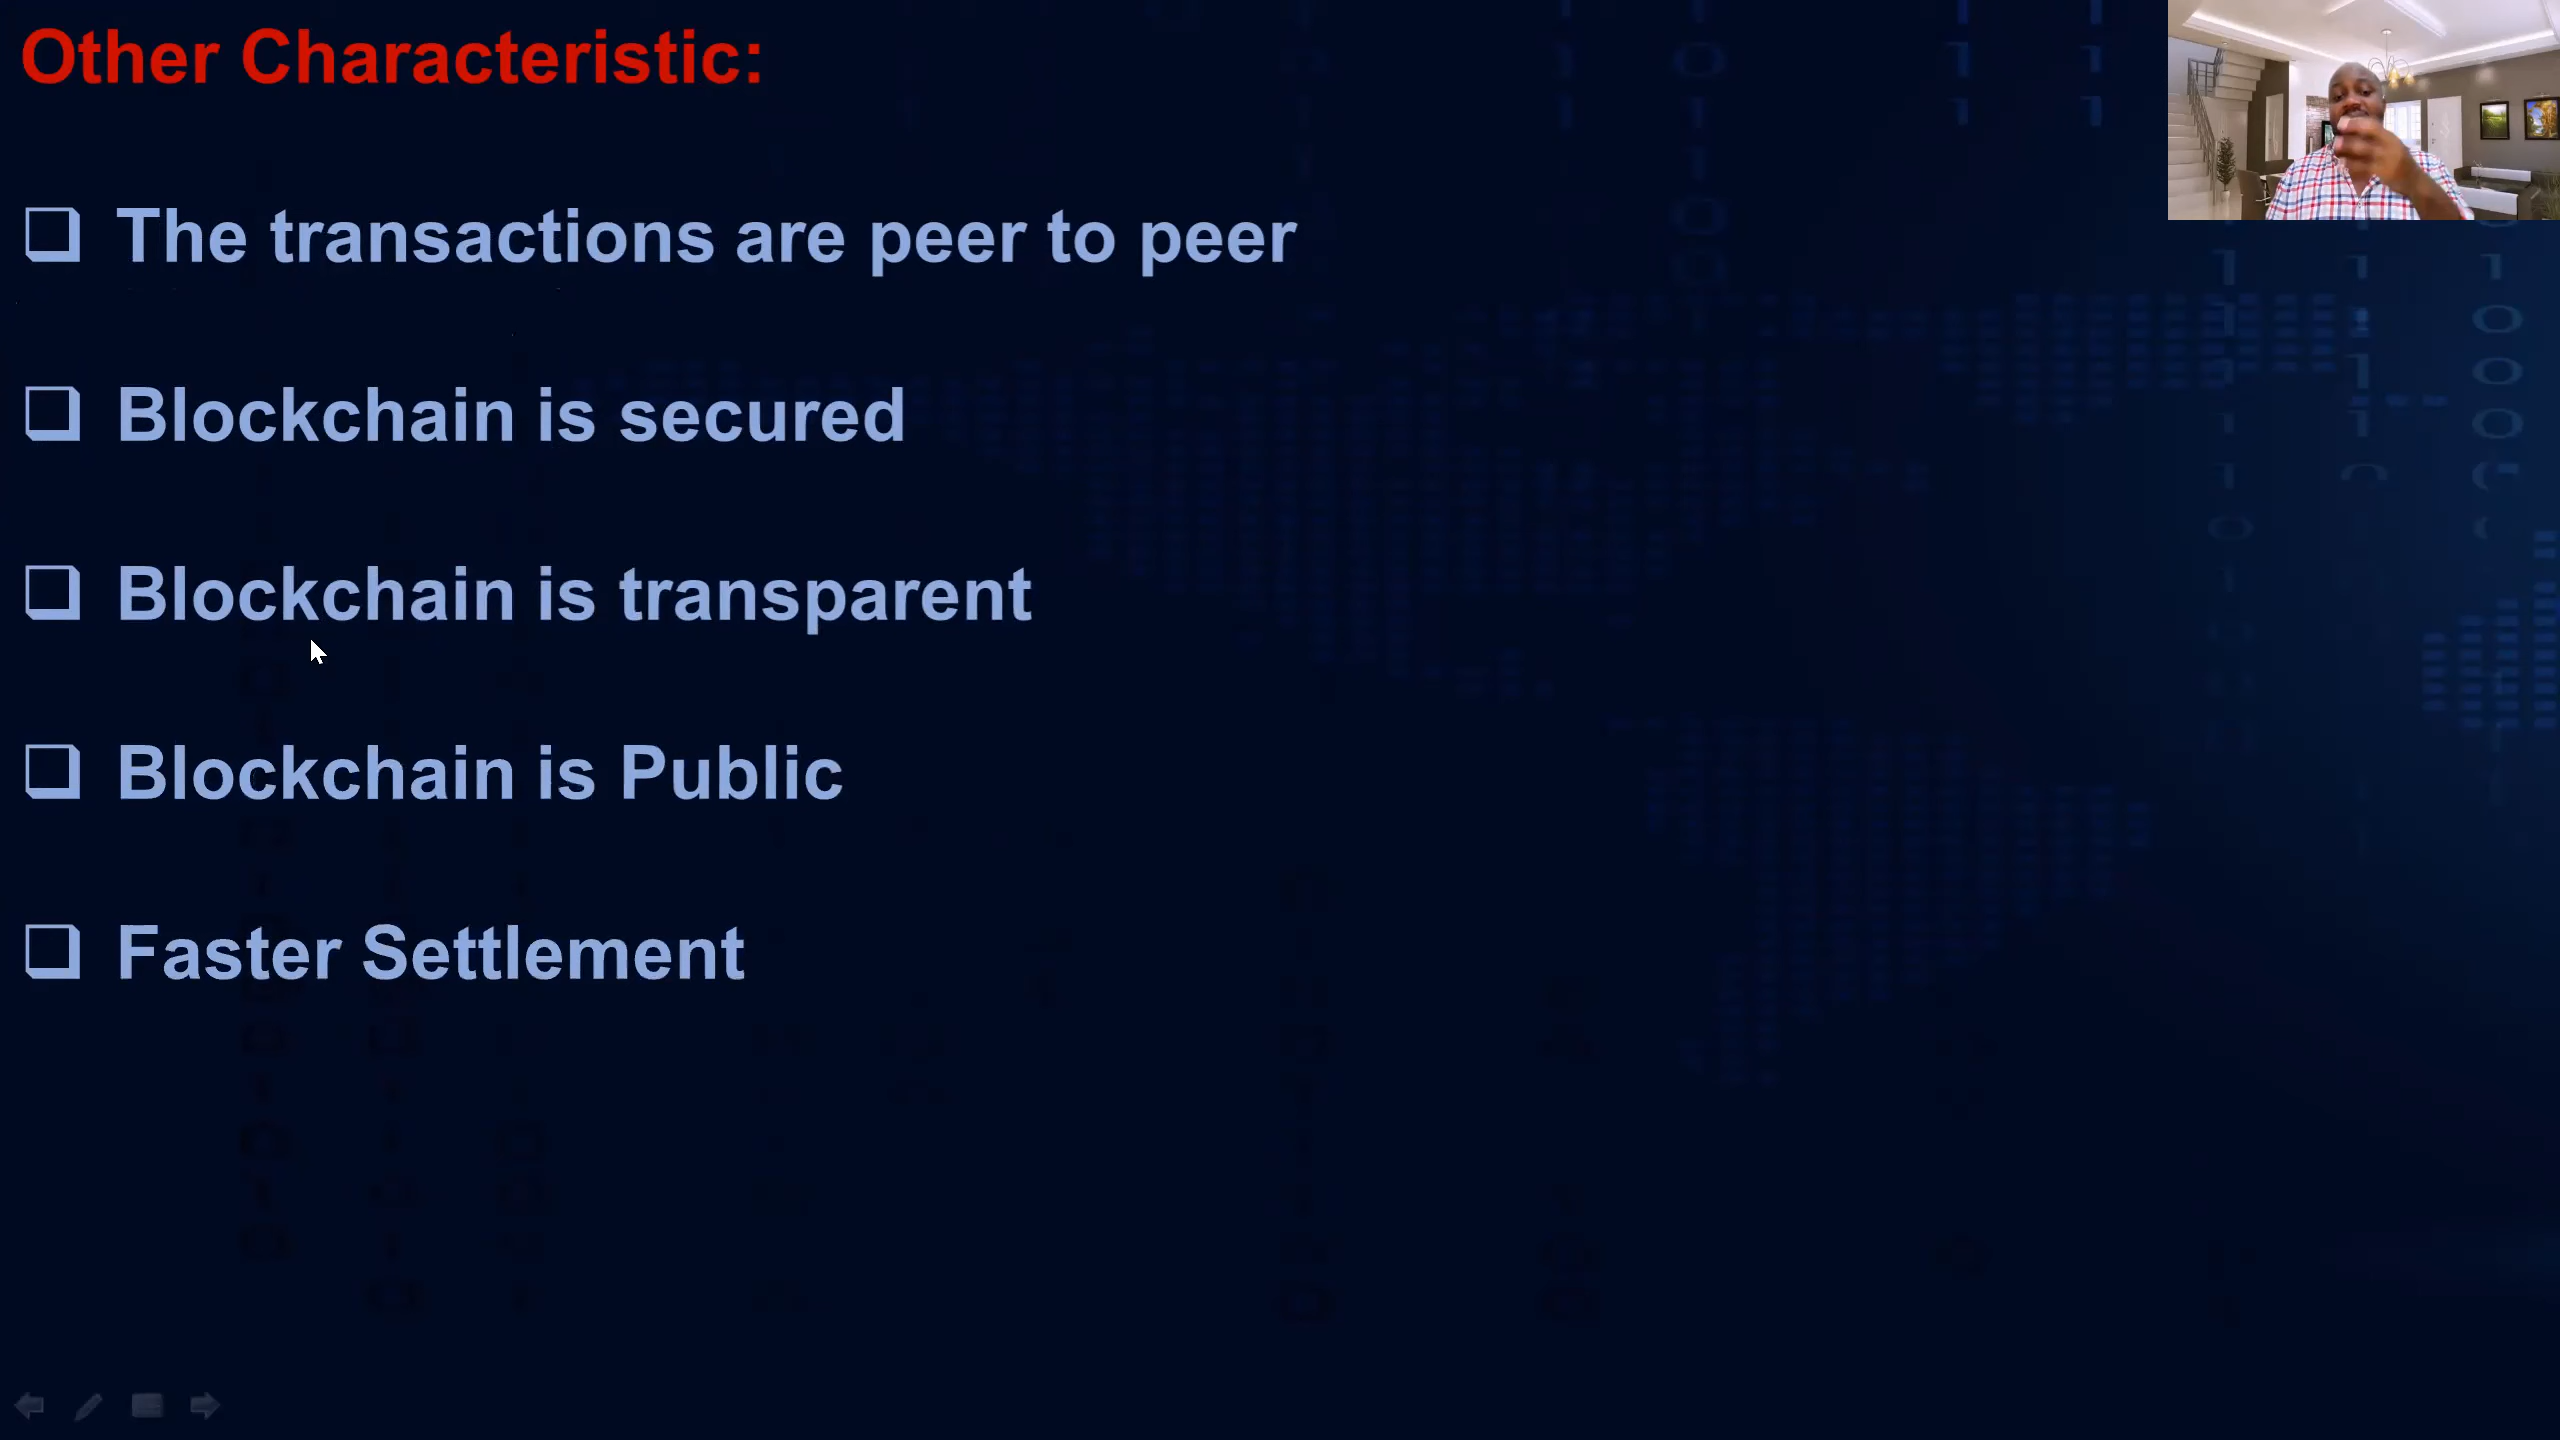 Other Characteristic:
The transactions are peer to peer
Blockchain is secured
Blockchain is transparent
Blockchain is Public
Faster Settlement